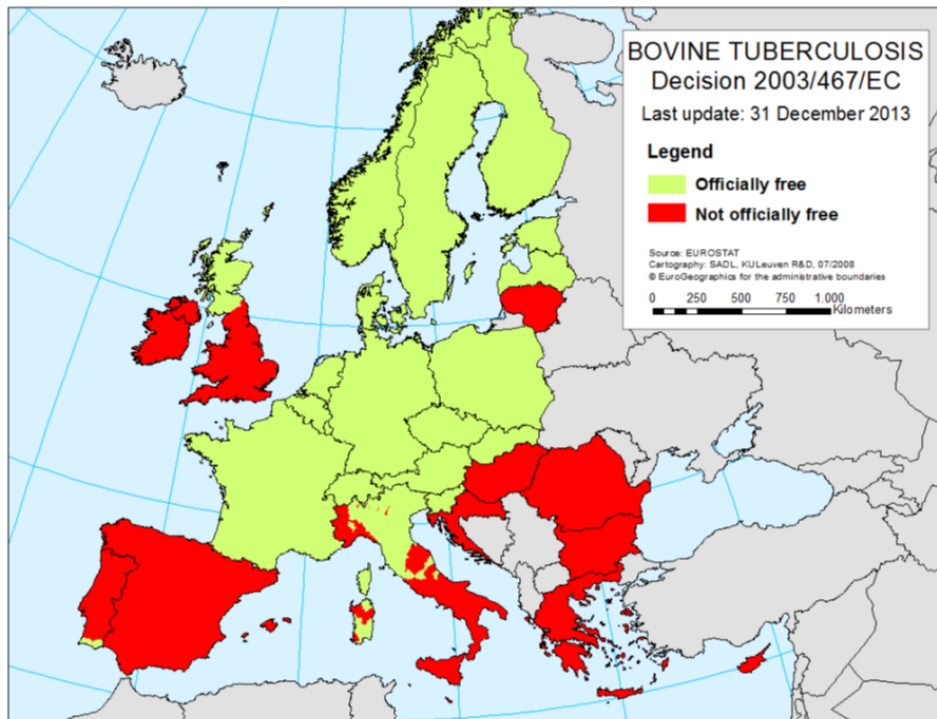 BOVINE TUBERCULOSIS
Decision 2003/467/EC
Last update: 31 December 2013
Legend
Officially free
Not officially free
Source: EUROSTAT
Cartography: SADL, KULeuven R&D, 07/2008
© EuroGeographics for the administrative boundaries
0 250 500 750 1.000
Kilometers